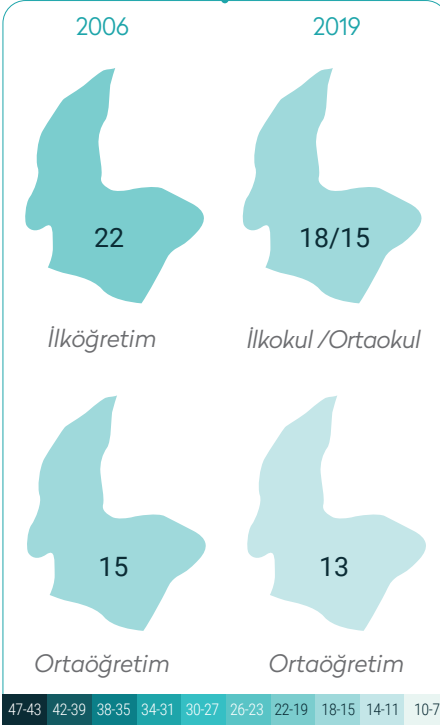 2006 2019
22 18/15
İlköğretim İlkokul /Ortaokul
15 13
Ortaöğretim Ortaöğretim
47-43 42-39 38-35 34-31 30-27 26-23 22-19 18-15 14-11 10-7